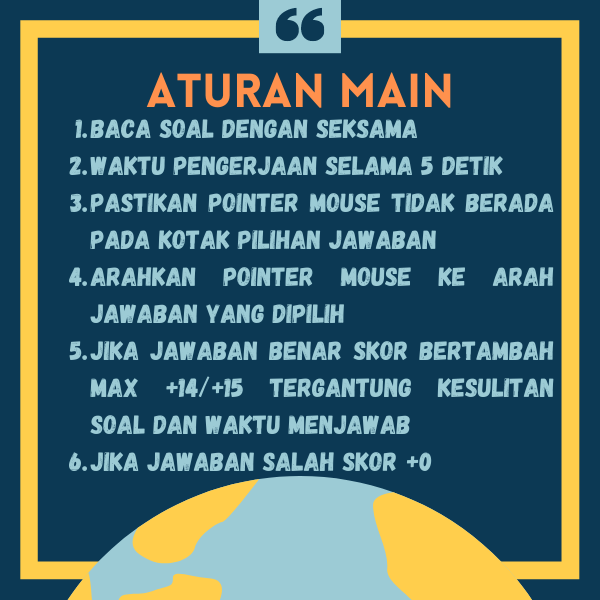 “
ATURAN MAIN
1. BACA SOAL DENGAN SEKSAMA
2. WAKTU PENGERJAAN SELAMA 5 DETIK
3. PASTIKAN POINTER MOUSE TIDAK BERADA
PADA KOTAK PILIHAN JAWABAN
4. ARAHKAN POINTER MOUSE KE ARAH
JAWABAN YANG DIPILIH
5. JIKA JAWABAN BENAR SKOR BERTAMBAH
MAX +14/+15 TERGANTUNG KESULITAN
SOAL DAN WAKTU MENJAWAB
6. JIKA JAWABAN SALAH SKOR +0